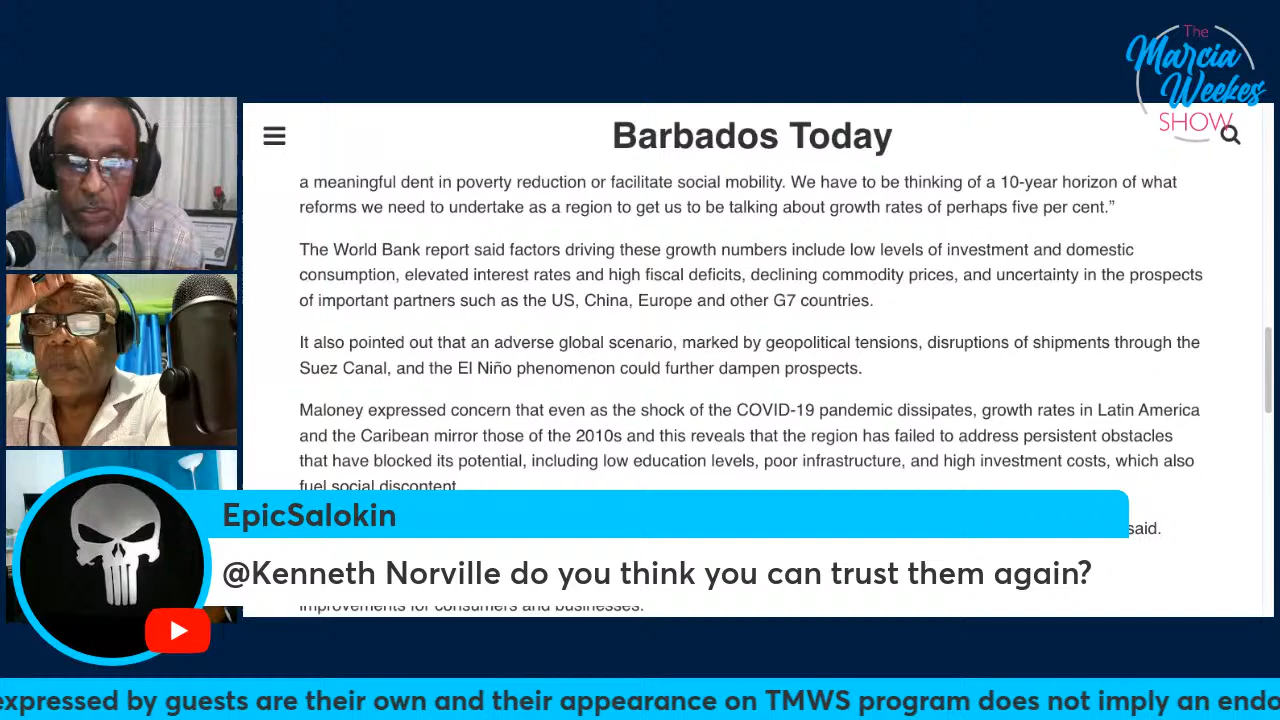 The
Marcia
Weekes
SHOW
Barbados Today
a meaningful dent in poverty reduction or facilitate social mobility. We have to be thinking of a 10-year horizon of what
reforms we need to undertake as a region to get us to be talking about growth rates of perhaps five per cent.”
The World Bank report said factors driving these growth numbers include low levels of investment and domestic
consumption, elevated interest rates and high fiscal deficits, declining commodity prices, and uncertainty in the prospects
of important partners such as the US, China, Europe and other G7 countries.
It also pointed out that an adverse global scenario, marked by geopolitical tensions, disruptions of shipments through the
Suez Canal, and the El Niño phenomenon could further dampen prospects.
Maloney expressed concern that even as the shock of the COVID-19 pandemic dissipates, growth rates in Latin America
and the Caribean mirror those of the 2010s and this reveals that the region has failed to address persistent obstacles
that have blocked its potential, including low education levels, poor infrastructure, and high investment costs, which also
fuel social discontent.
said.
EpicSalokin
@Kenneth Norville do you think you can trust them again?
improvements for consumers and businesses.
expressed by guests are their own and their appearance on TMWS program does not imply an endo